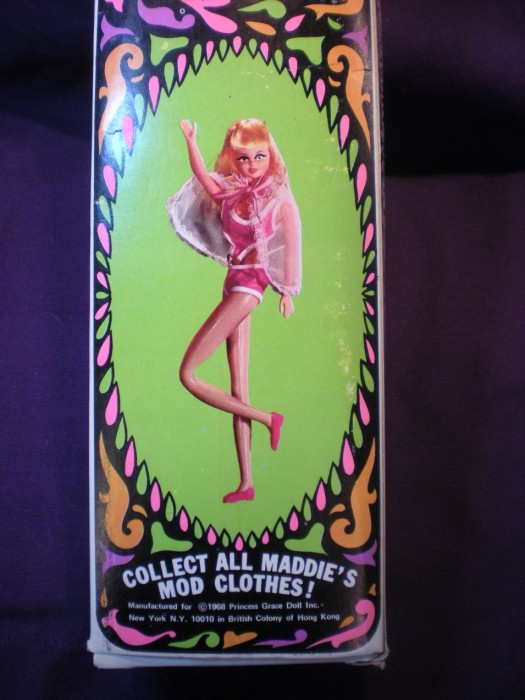 COLLECT ALL MADDIE'S
MOD CLOTHES!
Manufactured for ©1968 Princess Grace Doll Inc. -
New York N.Y. 10010 in British Colony of Hong Kong